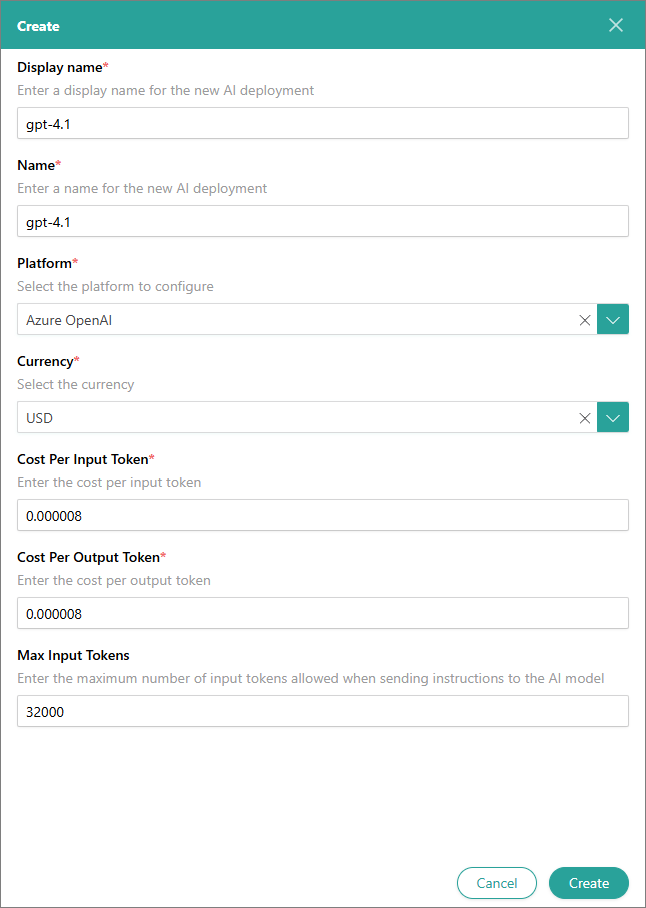 Create
Display name*
Enter a display name for the new AI deployment
gpt-4.1
Name*
Enter a name for the new AI deployment
gpt-4.1
Platform*
Select the platform to configure
Azure OpenAI
Currency*
Select the currency
USD
Cost Per Input Token*
Enter the cost per input token
0.000008
Cost Per Output Token*
Enter the cost per output token
0.000008
Max Input Tokens
Enter the maximum number of input tokens allowed when sending instructions to the AI model
32000
Cancel Create